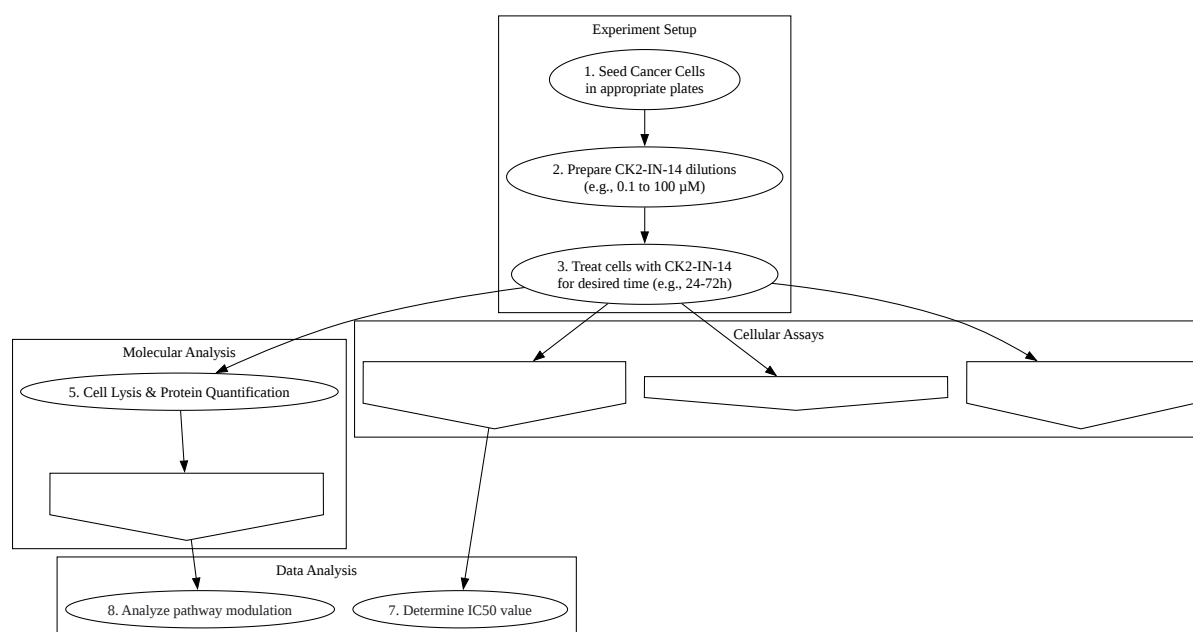 Experiment Setup
1. Seed Cancer Cells
in appropriate plates
2. Prepare CK2-IN-14 dilutions
(e.g., 0.1 to 100 µM)
3. Treat cells with CK2-IN-14
for desired time (e.g., 24-72h)
Cellular Assays
Molecular Analysis
5. Cell Lysis & Protein Quantification
Data Analysis
8. Analyze pathway modulation
7. Determine IC50 value